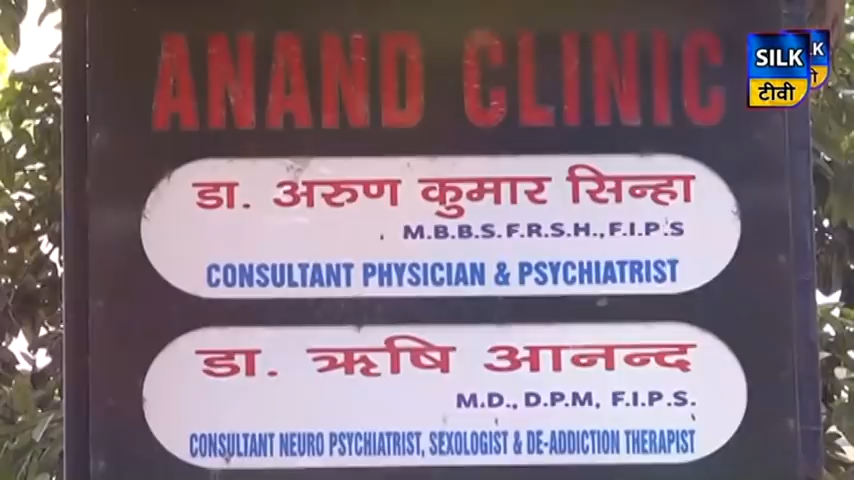 ANAND CLINIC
SILK
टीवी
डा. अरुण कुमार सिन्हा
M.B.B.S.F.R.S.H.,F.I.P.S
CONSULTANT PHYSICIAN & PSYCHIATRIST
डा. ऋषि आनन्द
M.D.,D.P.M, F.I.P.S.
CONSULTANT NEURO PSYCHIATRIST, SEXOLOGIST & DE-ADDICTION THERAPIST